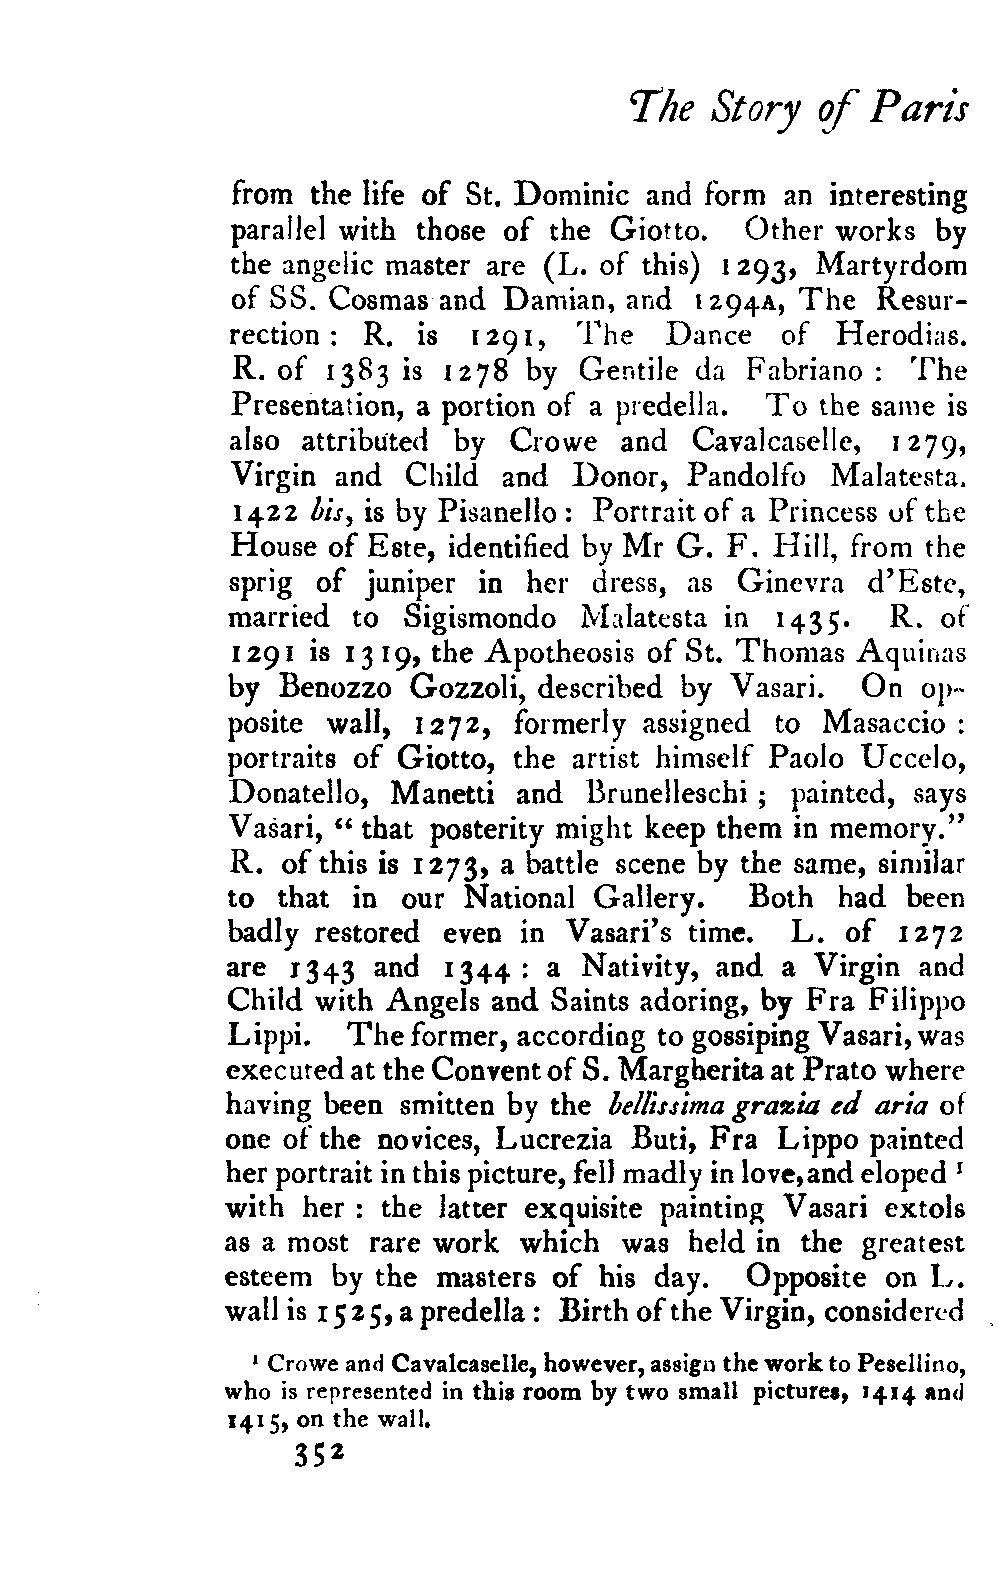 The Story of Paris
from the life of St. Dominic and form an interesting
parallel with those of the Giotto. Other works by
the angelic master are (L. of this) 1293, Martyrdom
of SS. Cosmas and Damian, and 1294A, The Resur-
rection : R. is 1291, The Dance of Herodias.
R. of 1383 is 1278 by Gentile da Fabriano : The
Presentation, a portion of a predella. To the same is
also attributed by Crowe and Cavalcaselle, 1279,
Virgin and Child and Donor, Pandolfo Malatesta.
1422 bis, is by Pisanello : Portrait of a Princess of the
House of Este, identified by Mr G. F. Hill, from the
sprig of juniper in her dress, as Ginevra d'Este,
married to Sigismondo Malatesta in 1435. R. of
1291 is 1319, the Apotheosis of St. Thomas Aquinas
by Benozzo Gozzoli, described by Vasari. On op-
posite wall, 1272, formerly assigned to Masaccio :
portraits of Giotto, the artist himself Paolo Uccelo,
Donatello, Manetti and Brunelleschi ; painted, says
Vasari, "that posterity might keep them in memory."
R. of this is 1273, a battle scene by the same, similar
to that in our National Gallery. Both had been
badly restored even in Vasari's time. L. of 1272
are 1343 and 1344 : a Nativity, and a Virgin and
Child with Angels and Saints adoring, by Fra Filippo
Lippi. The former, according to gossiping Vasari, was
executed at the Convent of S. Margherita at Prato where
having been smitten by the bellissima grazia ed aria of
one of the novices, Lucrezia Buti, Fra Lippo painted
her portrait in this picture, fell madly in love, and eloped ¹
with her : the latter exquisite painting Vasari extols
as a most rare work which was held in the greatest
esteem by the masters of his day. Opposite on L.
wall is 1525, a predella : Birth of the Virgin, considered
¹ Crowe and Cavalcaselle, however, assign the work to Pesellino,
who is represented in this room by two small pictures, 1414 and
1415, on the wall.
352